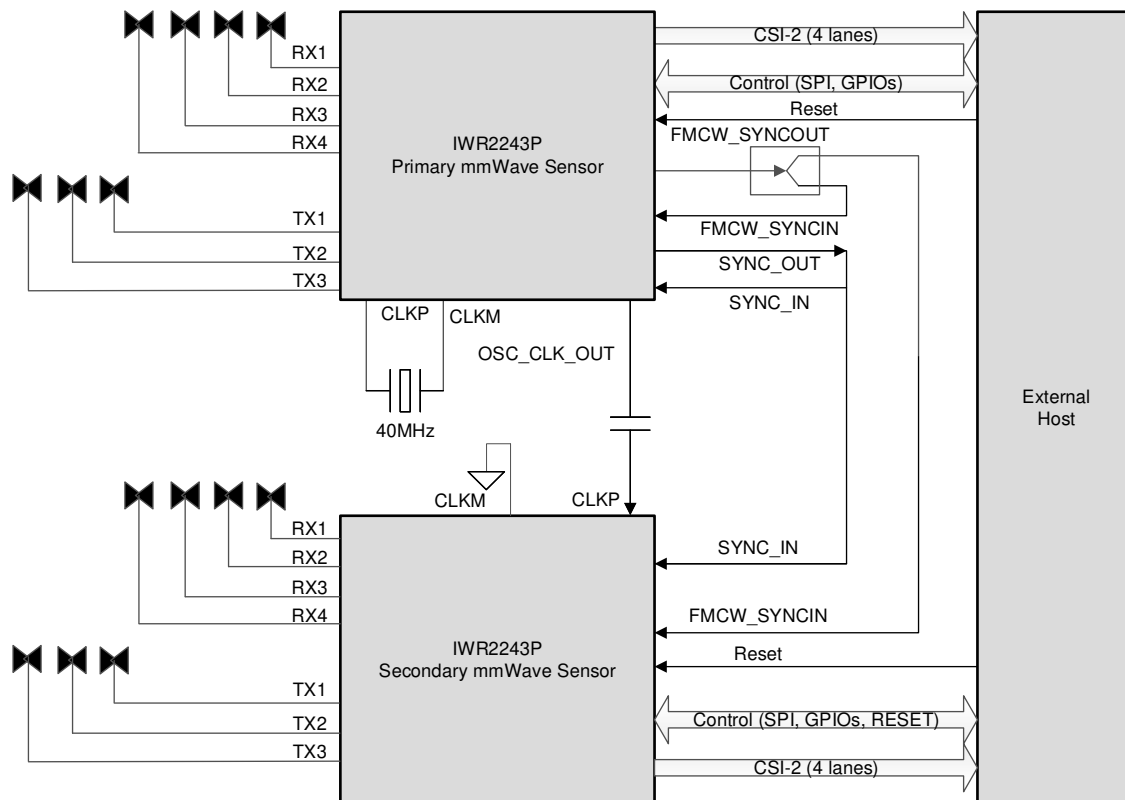 CSI-2 (4 lanes)
RX1
Control (SPI, GPIOs)
RX2
Reset
RX3
FMCW_SYNCOUT
RX4
IWR2243P
Primary mmWave Sensor
TX1
FMCW_SYNCIN
TX2
SYNC_OUT
TX3
SYNC_IN
CLKP
CLKM
OSC_CLK_OUT
External
Host
40MHz
CLKM
CLKP
RX1
SYNC_IN
RX2
RX3
FMCW_SYNCIN
RX4
IWR2243P
Secondary mmWave Sensor
Reset
TX1
Control (SPI, GPIOs, RESET)
TX2
TX3
CSI-2 (4 lanes)